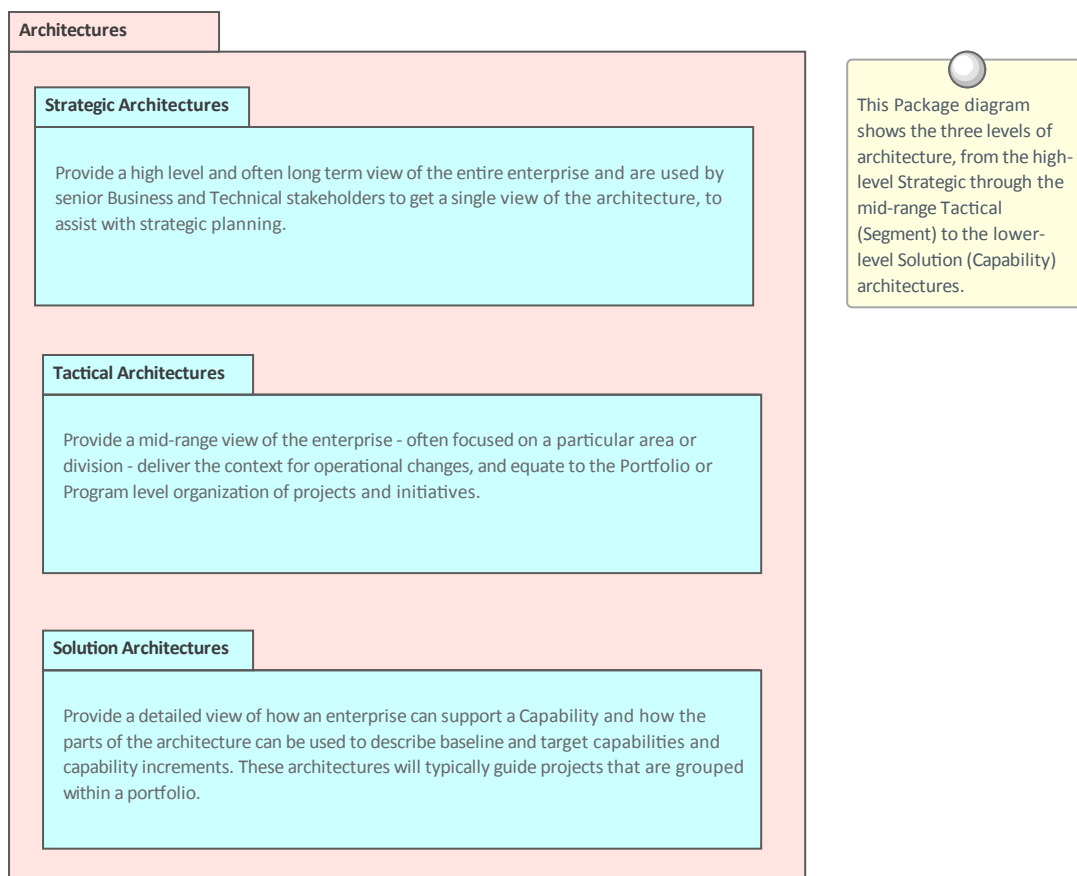 Architectures
Strategic Architectures
Provide a high level and often long term view of the entire enterprise and are used by
senior Business and Technical stakeholders to get a single view of the architecture, to
assist with strategic planning.
Tactical Architectures
Provide a mid-range view of the enterprise - often focused on a particular area or
division - deliver the context for operational changes, and equate to the Portfolio or
Program level organization of projects and initiatives.
Solution Architectures
Provide a detailed view of how an enterprise can support a Capability and how the
parts of the architecture can be used to describe baseline and target capabilities and
capability increments. These architectures will typically guide projects that are grouped
within a portfolio.
This Package diagram
shows the three levels of
architecture, from the high-
level Strategic through the
mid-range Tactical
(Segment) to the lower-
level Solution (Capability)
architectures.